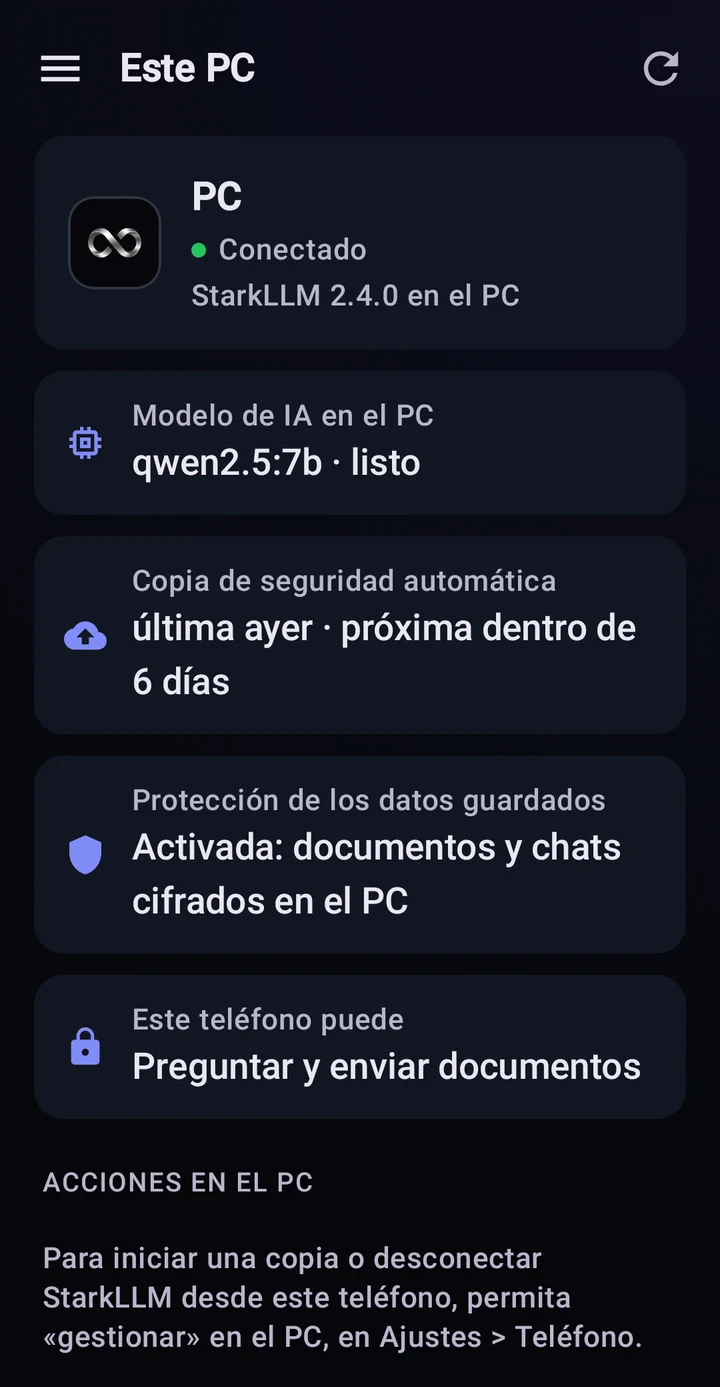 Este PC
PC
Conectado
StarkLLM 2.4.0 en el PC
Modelo de IA en el PC
qwen2.5:7b · listo
Copia de seguridad automática
última ayer · próxima dentro de
6 días
Protección de los datos guardados
Activada: documentos y chats
cifrados en el PC
Este teléfono puede
Preguntar y enviar documentos
ACCIONES EN EL PC
Para iniciar una copia o desconectar
StarkLLM desde este teléfono, permita
«gestionar» en el PC, en Ajustes > Teléfono.